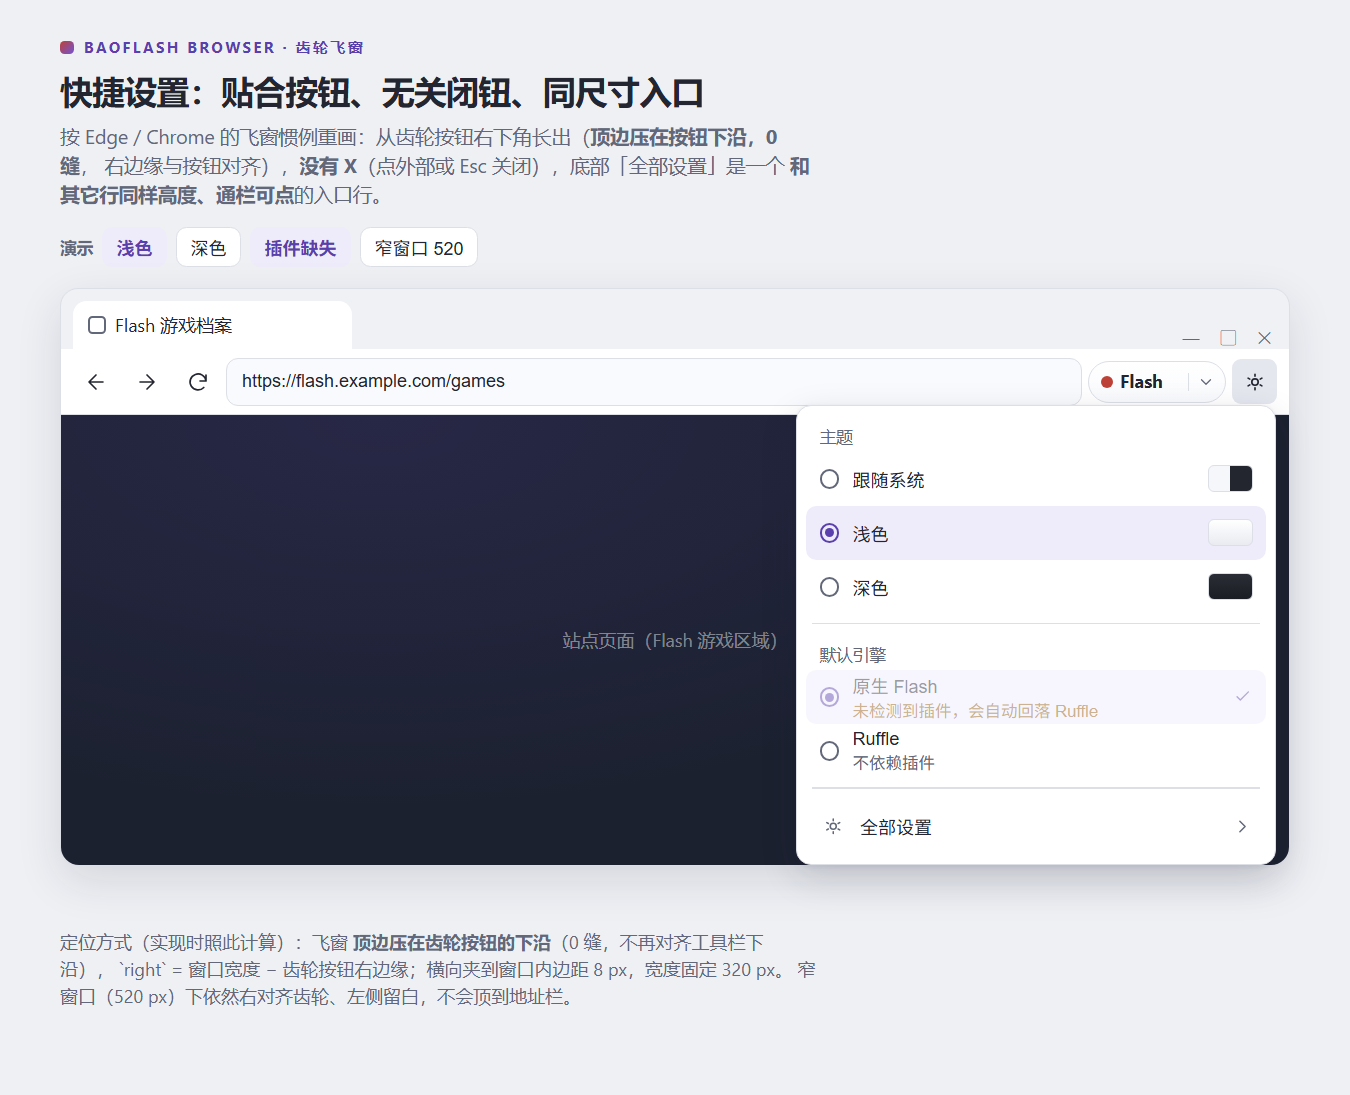 BAOFLASH BROWSER · 齿轮飞窗
快捷设置：贴合按钮、无关闭钮、同尺寸入口
按 Edge / Chrome 的飞窗惯例重画：从齿轮按钮右下角长出（顶边压在按钮下沿，0
缝， 右边缘与按钮对齐），没有 X（点外部或 Esc 关闭），底部「全部设置」是一个 和
其它行同样高度、通栏可点的入口行。
演示 浅色 深色 插件缺失 窄窗口 520
Flash 游戏档案
https://flash.example.com/games
Flash
站点页面（Flash 游戏区域）
主题
跟随系统
浅色
深色
默认引擎
原生 Flash
未检测到插件，会自动回落 Ruffle
Ruffle
不依赖插件
全部设置
定位方式（实现时照此计算）：飞窗 顶边压在齿轮按钮的下沿（0 缝，不再对齐工具栏下
沿），`right` = 窗口宽度 − 齿轮按钮右边缘；横向夹到窗口内边距 8 px，宽度固定 320 px。 窄
窗口（520 px）下依然右对齐齿轮、左侧留白，不会顶到地址栏。